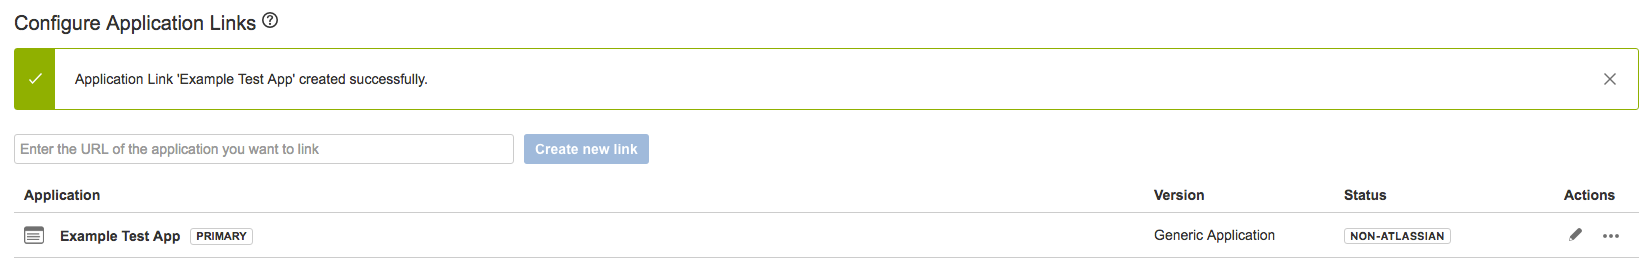 Configure Application Links ?
Application Link 'Example Test App' created successfully.
Enter the URL of the application you want to link Create new link
Application Version Status Actions
Example Test App PRIMARY Generic Application NON-ATLASSIAN